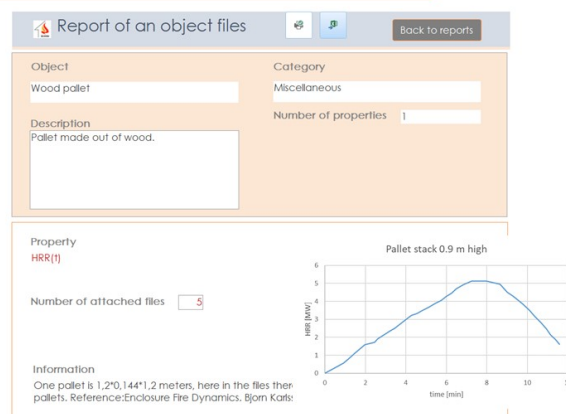 Report of an object files
Back to reports
Object
Wood pallet
Category
Miscellaneous
Number of properties 1
Description
Pallet made out of wood.
Property
HRR(t)
Number of attached files 5
Pallet stack 0.9 m high
6
5
4
3
2
1
0
HRR [MW]
0 2 4 6 8 10
time [min]
Information
One pallet is 1,2*0,144*1,2 meters, here in the files ther
pallets. Reference:Enclosure Fire Dynamics. Bjorn Karls